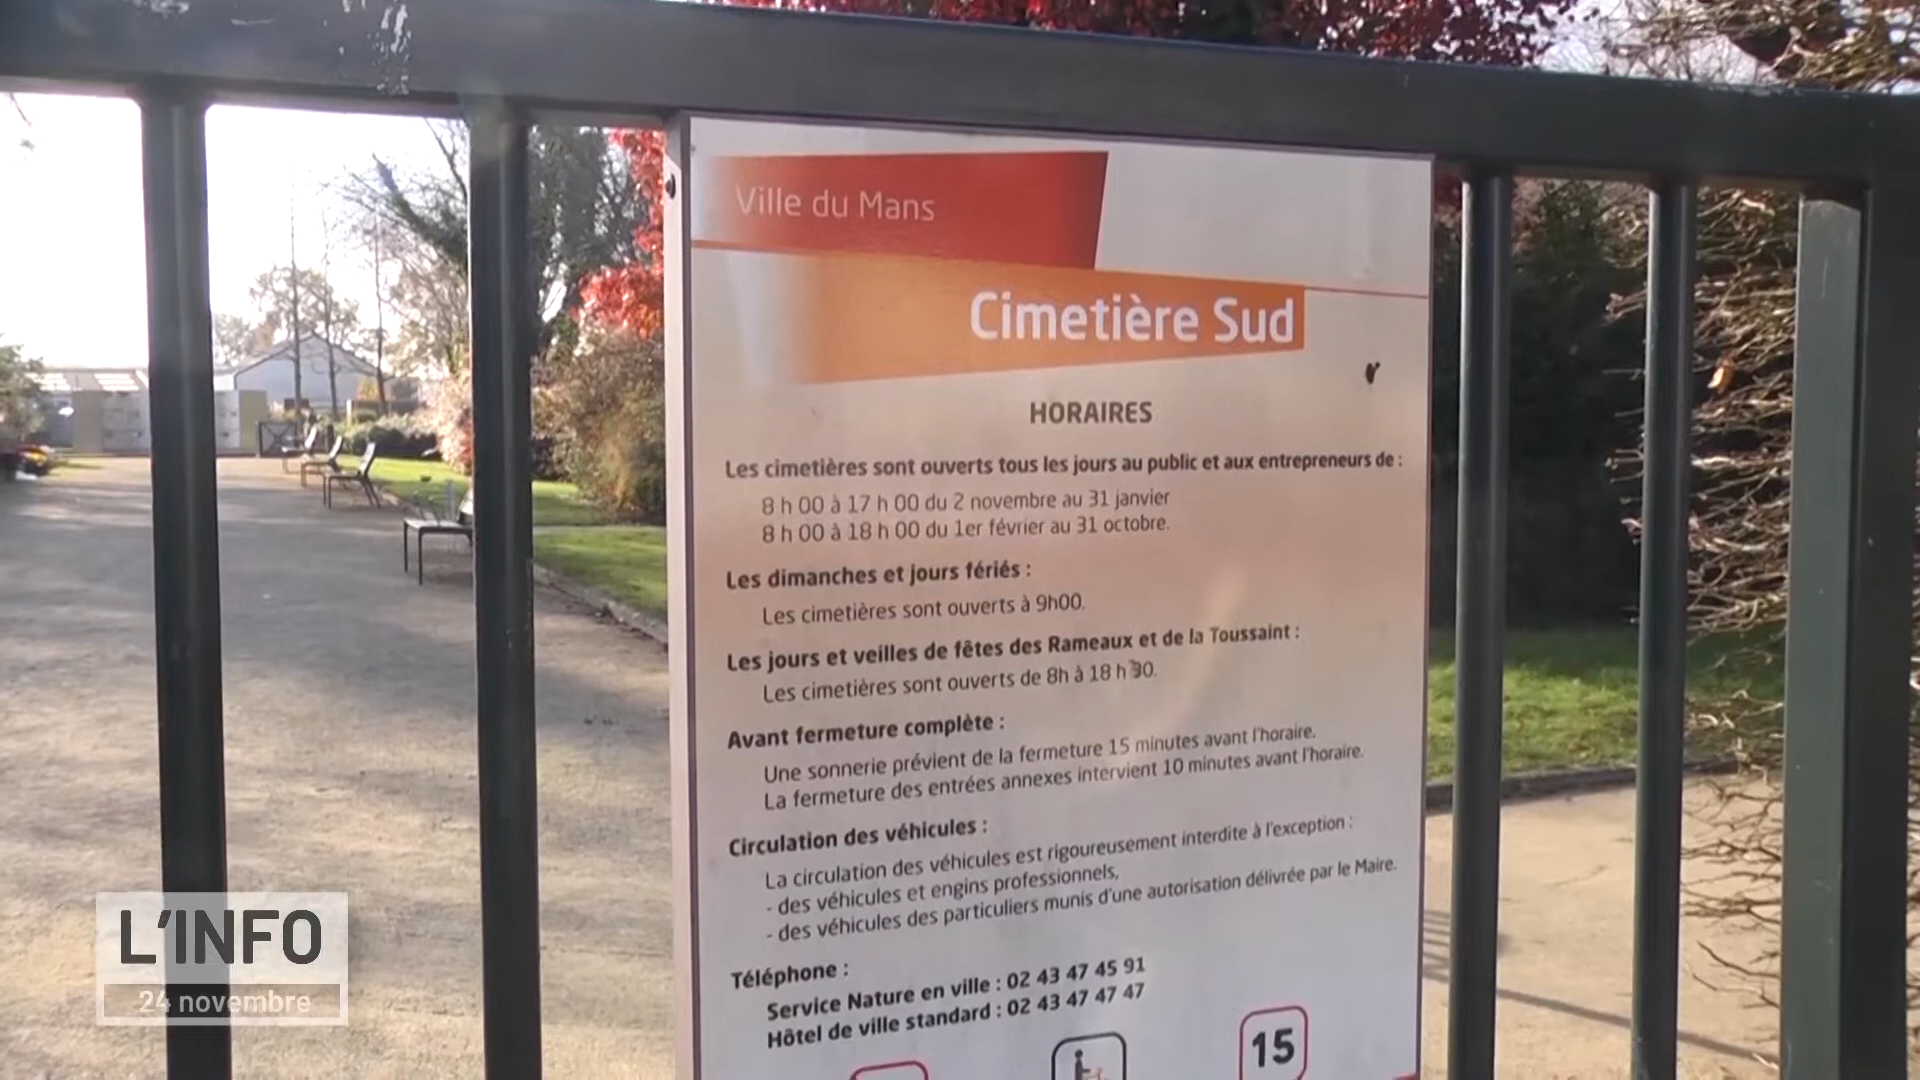 Ville du Mans
Cimetière Sud
HORAIRES
Les cimetières sont ouverts tous les jours au public et aux entrepreneurs de :
8 h 00 à 17 h 00 du 2 novembre au 31 janvier
8 h 00 à 18 h 00 du 1er février au 31 octobre.
Les dimanches et jours fériés :
Les cimetières sont ouverts à 9h00.
Les jours et veilles de fêtes des Rameaux et de la Toussaint :
Les cimetières sont ouverts de 8h à 18 h 30.
Avant fermeture complète :
Une sonnerie prévient de la fermeture 15 minutes avant l'horaire.
La fermeture des entrées annexes intervient 10 minutes avant l'horaire.
Circulation des véhicules :
La circulation des véhicules est rigoureusement interdite à l'exception :
- des véhicules et engins professionnels,
- des véhicules des particuliers munis d'une autorisation délivrée par le Maire.
Téléphone :
Service Nature en ville : 02 43 47 45 91
Hôtel de ville standard : 02 43 47 47 47
15
L'INFO
24 novembre